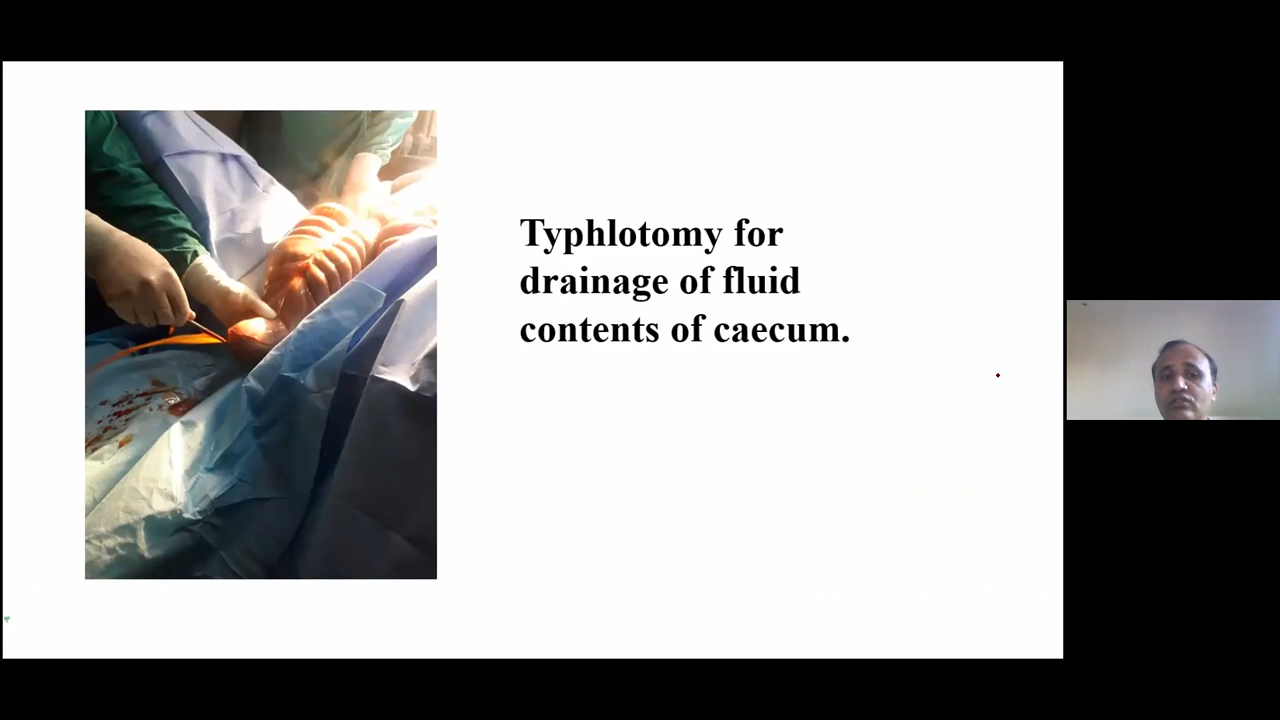 Typhlotomy for
drainage of fluid
contents of caecum.